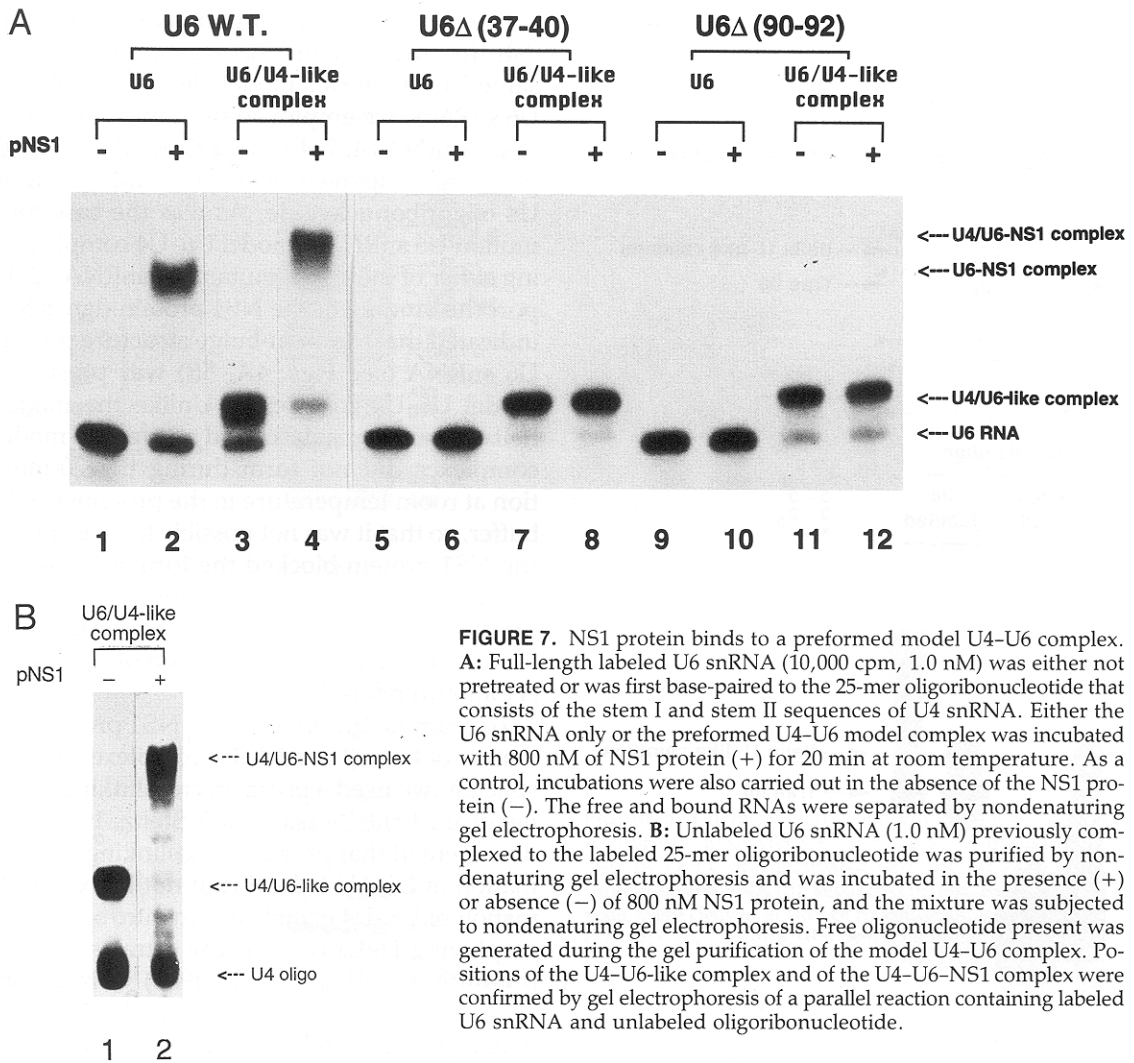 A
U6 W.T.
U6Δ (37-40)
U6Δ (90-92)
U6
U6/U4-like complex
U6
U6/U4-like complex
U6
U6/U4-like complex
pNS1
- + - + - + - + - + - +
<--- U4/U6-NS1 complex
<--- U6-NS1 complex
<--- U4/U6-like complex
<--- U6 RNA
1 2 3 4 5 6 7 8 9 10 11 12
B
U6/U4-like
complex
pNS1
– +
<--- U4/U6-NS1 complex
<--- U4/U6-like complex
<--- U4 oligo
1 2
FIGURE 7. NS1 protein binds to a preformed model U4–U6 complex.
A: Full-length labeled U6 snRNA (10,000 cpm, 1.0 nM) was either not
pretreated or was first base-paired to the 25-mer oligoribonucleotide that
consists of the stem I and stem II sequences of U4 snRNA. Either the
U6 snRNA only or the preformed U4–U6 model complex was incubated
with 800 nM of NS1 protein (+) for 20 min at room temperature. As a
control, incubations were also carried out in the absence of the NS1 pro-
tein (−). The free and bound RNAs were separated by nondenaturing
gel electrophoresis. B: Unlabeled U6 snRNA (1.0 nM) previously com-
plexed to the labeled 25-mer oligoribonucleotide was purified by non-
denaturing gel electrophoresis and was incubated in the presence (+)
or absence (−) of 800 nM NS1 protein, and the mixture was subjected
to nondenaturing gel electrophoresis. Free oligonucleotide present was
generated during the gel purification of the model U4–U6 complex. Po-
sitions of the U4–U6-like complex and of the U4–U6–NS1 complex were
confirmed by gel electrophoresis of a parallel reaction containing labeled
U6 snRNA and unlabeled oligoribonucleotide.